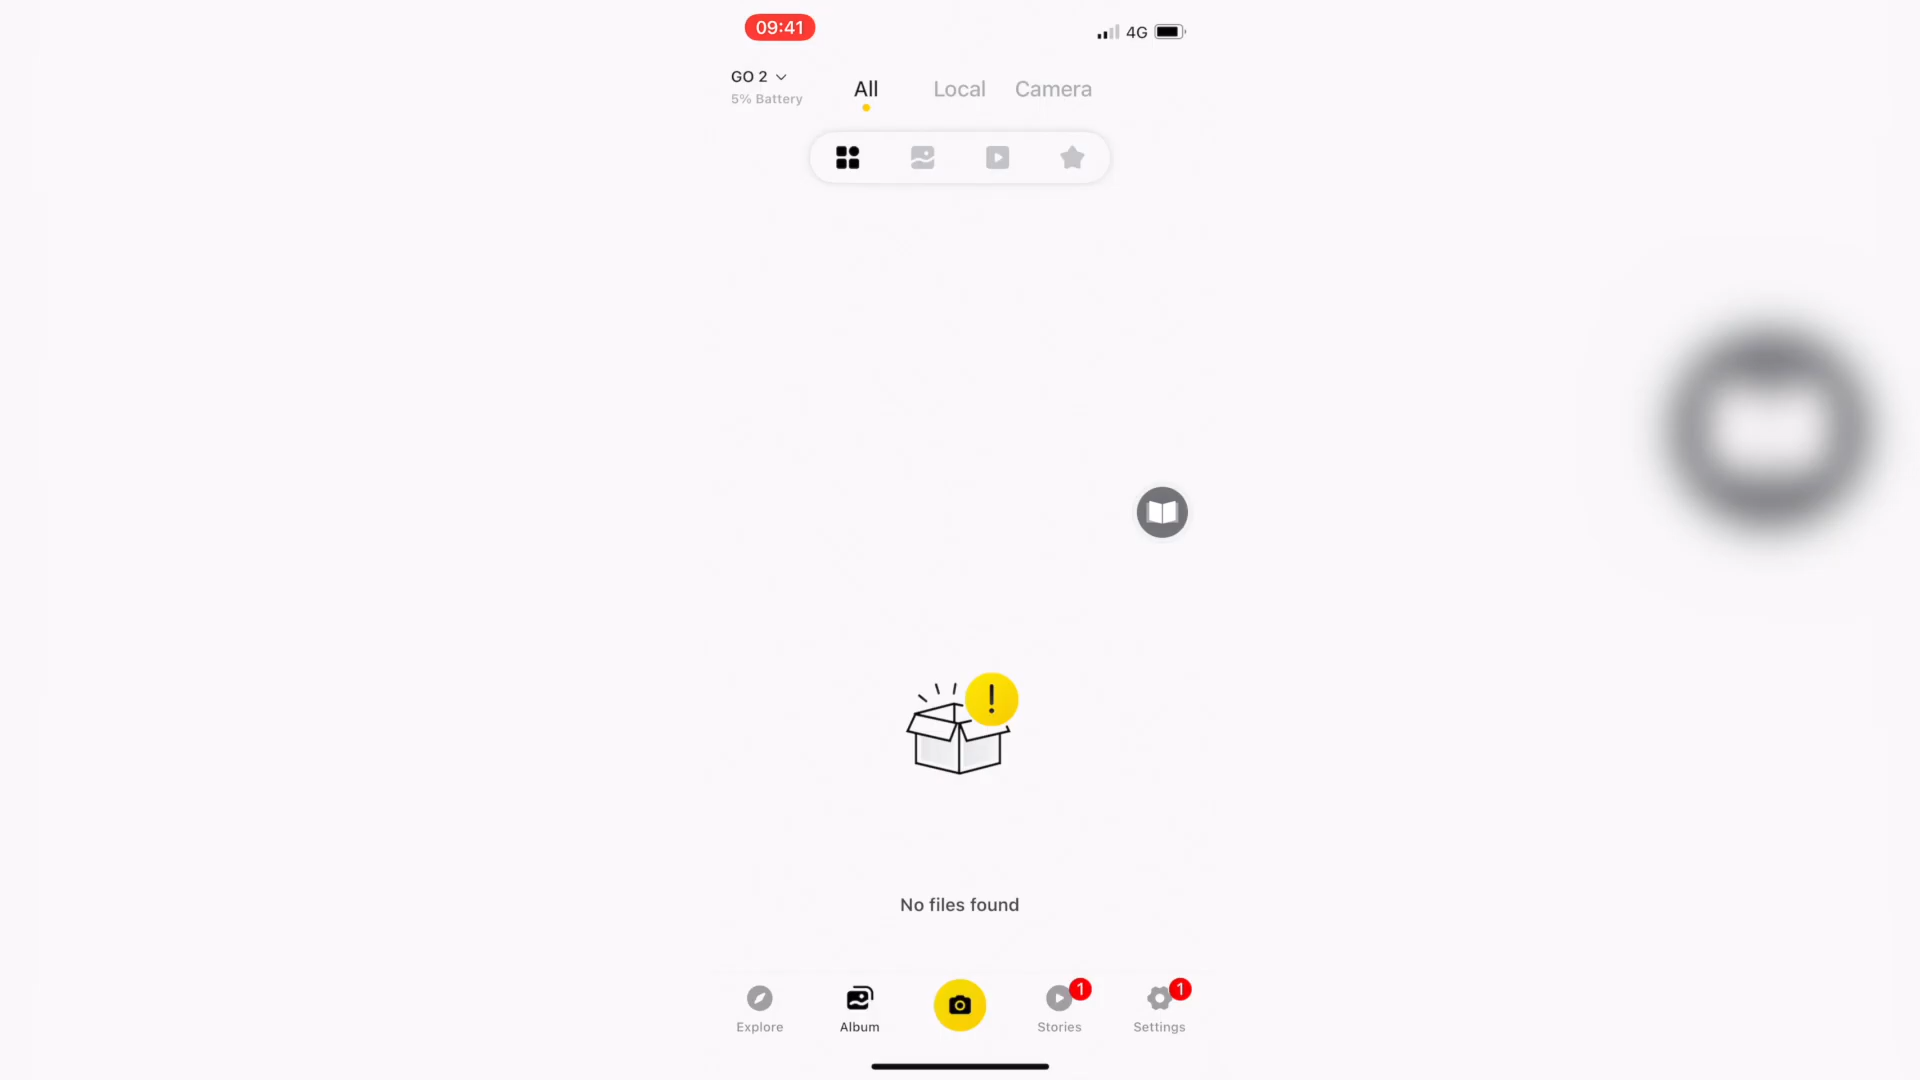 09:41
4G
GO 2
5% Battery
All
Local
Camera
!
No files found
1
1
Explore
Album
Stories
Settings